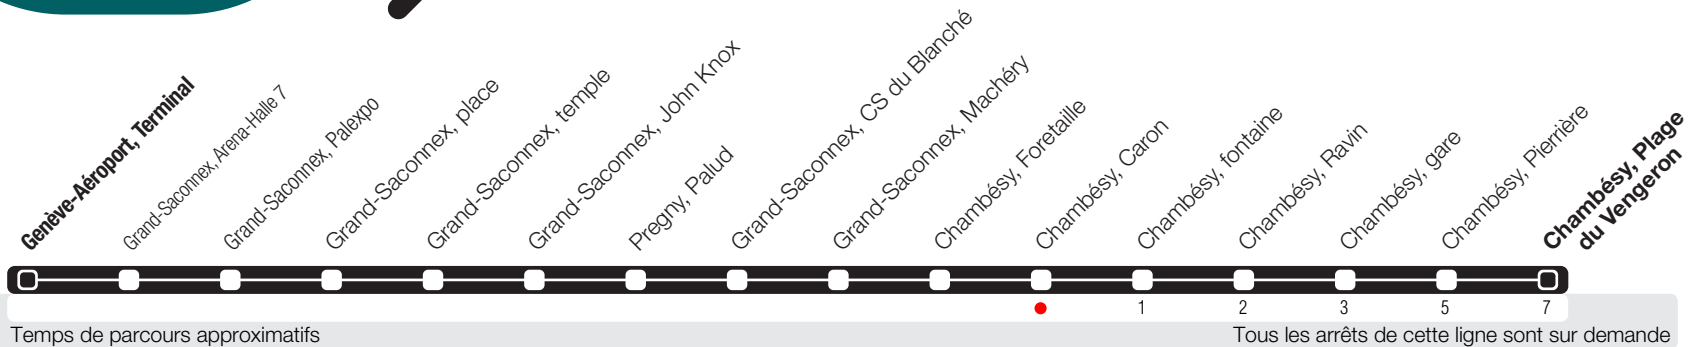 Genève-Aéroport, Terminal
Grand-Saconnex, Arena-Halle 7
Grand-Saconnex, Palexpo
Grand-Saconnex, place
Grand-Saconnex, temple
Grand-Saconnex, John Knox
Pregny, Palud
Grand-Saconnex, CS du Blanché
Grand-Saconnex, Machéry
Chambésy, Foretaille
Chambésy, Caron
Chambésy, fontaine
Chambésy, Ravin
Chambésy, gare
Chambésy, Pierrière
Chambésy, Plage
du Vengeron
1 2 3 5 7
Temps de parcours approximatifs
Tous les arrêts de cette ligne sont sur demande